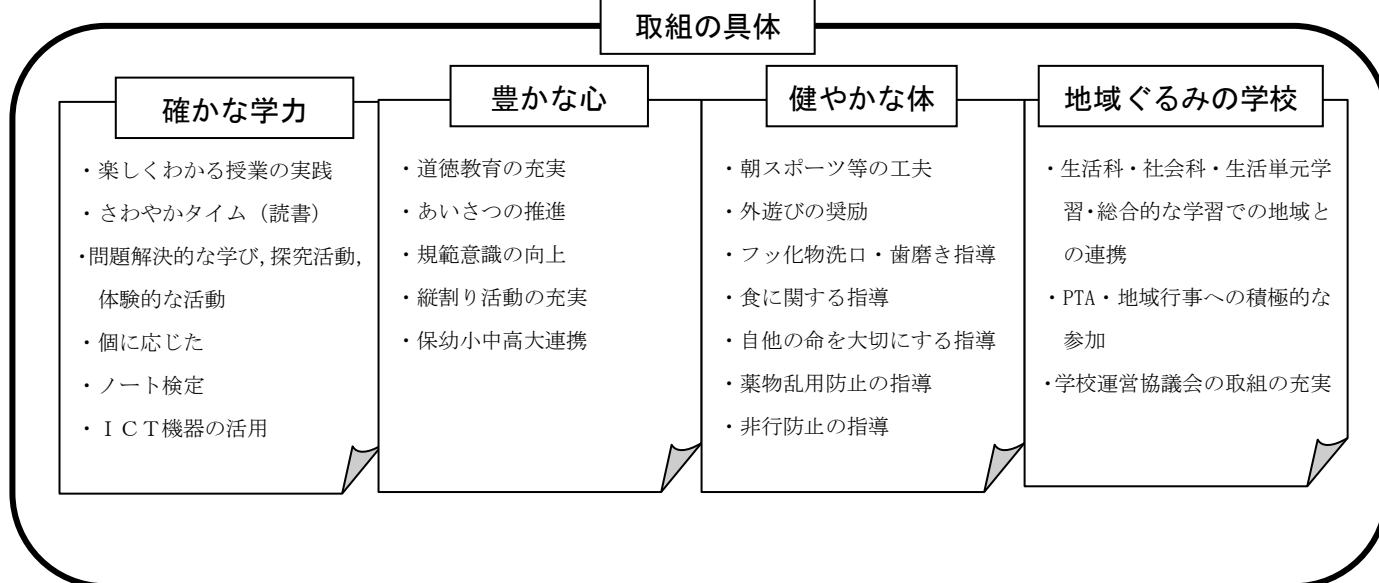 取組の具体
確かな学力
・楽しくわかる授業の実践
・さわやかタイム（読書）
・問題解決的な学び,探究活動,
体験的な活動
・個に応じた
・ノート検定
・ＩＣＴ機器の活用
豊かな心
・道徳教育の充実
・あいさつの推進
・規範意識の向上
・縦割り活動の充実
・保幼小中高大連携
健やかな体
・朝スポーツ等の工夫
・外遊びの奨励
・フッ化物洗口・歯磨き指導
・食に関する指導
・自他の命を大切にする指導
・薬物乱用防止の指導
・非行防止の指導
地域ぐるみの学校
・生活科・社会科・生活単元学
習・総合的な学習での地域と
の連携
・PTA・地域行事への積極的な
参加
・学校運営協議会の取組の充実